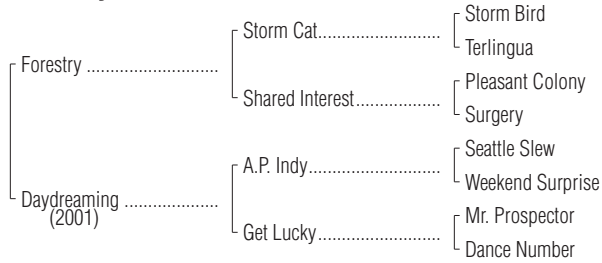 Storm Bird
Storm Cat
Terlingua
Forestry
Pleasant Colony
Shared Interest
Surgery
Seattle Slew
A.P. Indy
Weekend Surprise
Daydreaming
(2001)
Mr. Prospector
Get Lucky
Dance Number